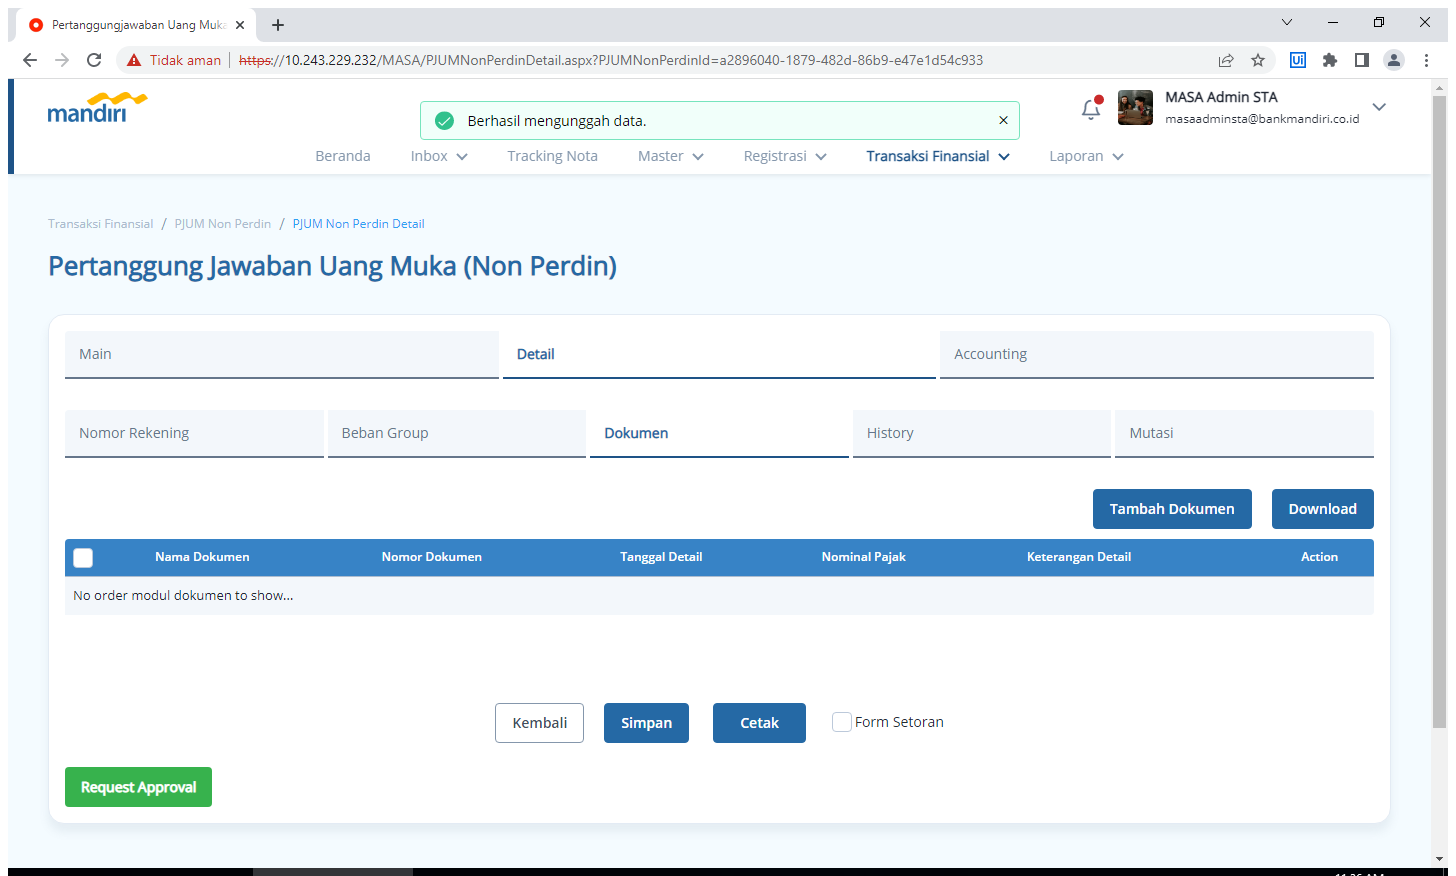 Pertanggungjawaban Uang Muka
Tidak aman https://10.243.229.232/MASA/PJUMNonPerdinDetail.aspx?PJUMNonPerdinId=a2896040-1879-482d-86b9-e47e1d54c933
Ui
mandiri
Berhasil mengunggah data.
MASA Admin STA
masaadminsta@bankmandiri.co.id
Beranda Inbox Tracking Nota Master Registrasi Transaksi Finansial Laporan
Transaksi Finansial / PJUM Non Perdin / PJUM Non Perdin Detail
Pertanggung Jawaban Uang Muka (Non Perdin)
Main Detail Accounting
Nomor Rekening Beban Group Dokumen History Mutasi
Tambah Dokumen Download
Nama Dokumen Nomor Dokumen Tanggal Detail Nominal Pajak Keterangan Detail Action
No order modul dokumen to show...
Kembali Simpan Cetak Form Setoran
Request Approval